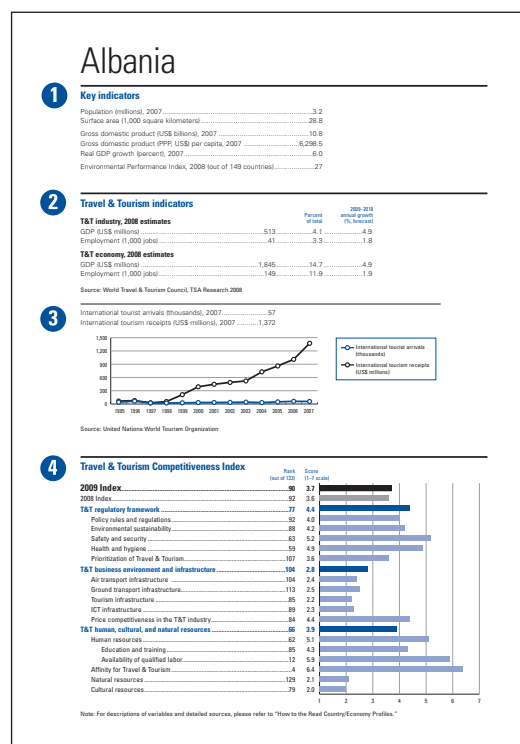 Albania
1
Key indicators
Population (millions), 2007 ... 3.2
Surface area (1,000 square kilometers) ... 28.8
Gross domestic product (US$ billions), 2007 ... 10.8
Gross domestic product (PPP, US$) per capita, 2007 ... 6,298.5
Real GDP growth (percent), 2007 ... 6.0
Environmental Performance Index, 2008 (out of 149 countries) ... 27
2
Travel & Tourism indicators
T&T industry, 2008 estimates
Percent of total
2009–2018 annual growth (%, forecast)
GDP (US$ millions) ... 513 ... 4.1 ... 4.9
Employment (1,000 jobs) ... 41 ... 3.3 ... 1.8
T&T economy, 2008 estimates
GDP (US$ millions) ... 1,845 ... 14.7 ... 4.9
Employment (1,000 jobs) ... 149 ... 11.9 ... 1.9
Source: World Travel & Tourism Council, TSA Research 2008
3
International tourist arrivals (thousands), 2007 ... 57
International tourism receipts (US$ millions), 2007 ... 1,372
1,500
1,200
900
600
300
0
1995 1996 1997 1998 1999 2000 2001 2002 2003 2004 2005 2006 2007
International tourist arrivals (thousands)
International tourism receipts (US$ millions)
Source: United Nations World Tourism Organization
4
Travel & Tourism Competitiveness Index
Rank (out of 133)
Score (1–7 scale)
2009 Index ... 90 3.7
2008 Index ... 92 3.6
T&T regulatory framework ... 77 4.4
Policy rules and regulations ... 92 4.0
Environmental sustainability ... 88 4.2
Safety and security ... 63 5.2
Health and hygiene ... 59 4.9
Prioritization of Travel & Tourism ... 107 3.6
T&T business environment and infrastructure ... 104 2.8
Air transport infrastructure ... 104 2.4
Ground transport infrastructure ... 113 2.5
Tourism infrastructure ... 85 2.2
ICT infrastructure ... 89 2.3
Price competitiveness in the T&T industry ... 84 4.4
T&T human, cultural, and natural resources ... 66 3.9
Human resources ... 62 5.1
Education and training ... 85 4.3
Availability of qualified labor ... 12 5.9
Affinity for Travel & Tourism ... 4 6.4
Natural resources ... 129 2.1
Cultural resources ... 79 2.0
1 2 3 4 5 6 7
Note: For descriptions of variables and detailed sources, please refer to "How to the Read Country/Economy Profiles."